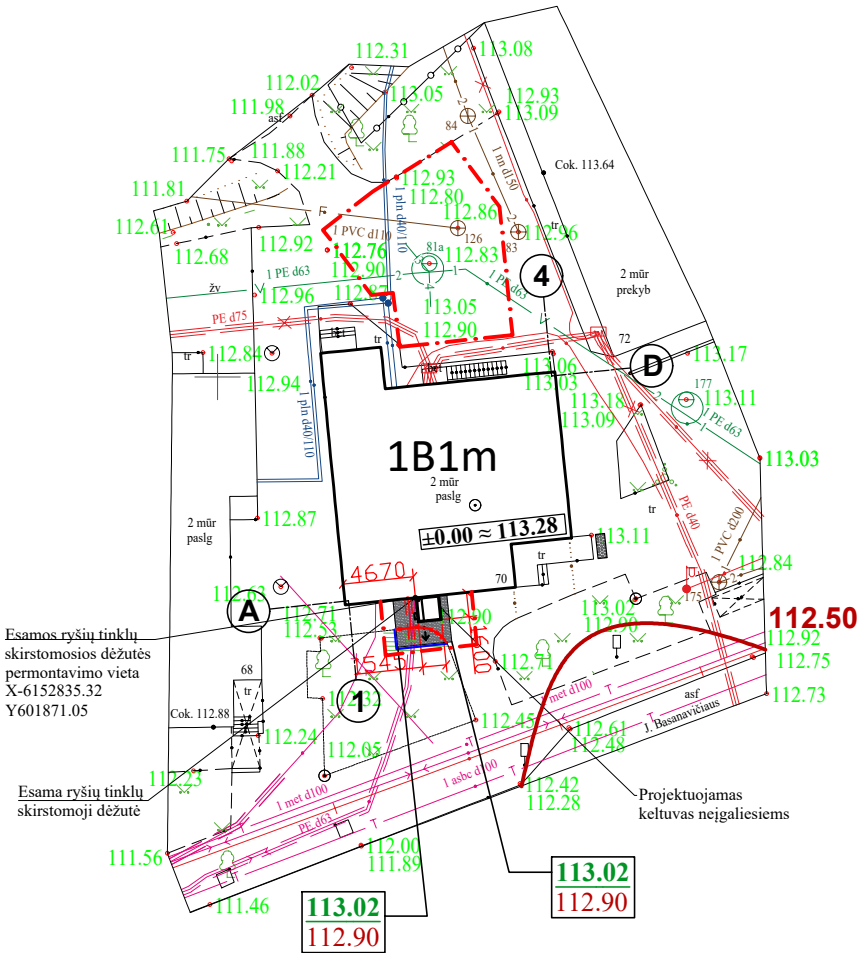 112.31
113.08
112.02
113.05
111.98
asf
112.93
113.09
84
111.75
111.88
112.21
Cok. 113.64
1 nn d150
111.81
112.93
112.80
112.86
112.61
112.68
112.92
1 PVC d110
126
83
112.96
tr
1 pln d40/110
112.76
112.90
81a
112.83
4
2 mūr
prekyb
žv
1 PE d63
2
1
1 PE d63
112.96
112.87
113.05
112.90
PE d75
72
tr
112.84
tr
113.06
113.03
D
113.17
112.94
177
113.11
113.18
113.09
1 PE d63
1 pln d40/110
1B1m
2 mūr
paslg
113.03
PE d40
1 PVC d200
2 mūr
paslg
112.87
±0.00 ≈ 113.28
tr
113.11
tr
112.84
112.63
4670
70
175
A
112.71
113.02
112.90
112.50
Esamos ryšių tinklų
skirstomosios dėžutės
permontavimo vieta
X-6152835.32
Y601871.05
1600
545
112.71
112.92
112.75
68
tr
1
112.32
1 met d100
112.73
asf
J. Basanavičiaus
Cok. 112.88
112.45
112.61
112.48
112.24
112.05
112.23
1 asbc d100
112.42
112.28
Esama ryšių tinklų
skirstomoji dėžutė
1 met d100
PE d63
Projektuojamas
keltuvas neįgaliesiems
111.56
112.00
111.89
111.46
113.02
112.90
113.02
112.90